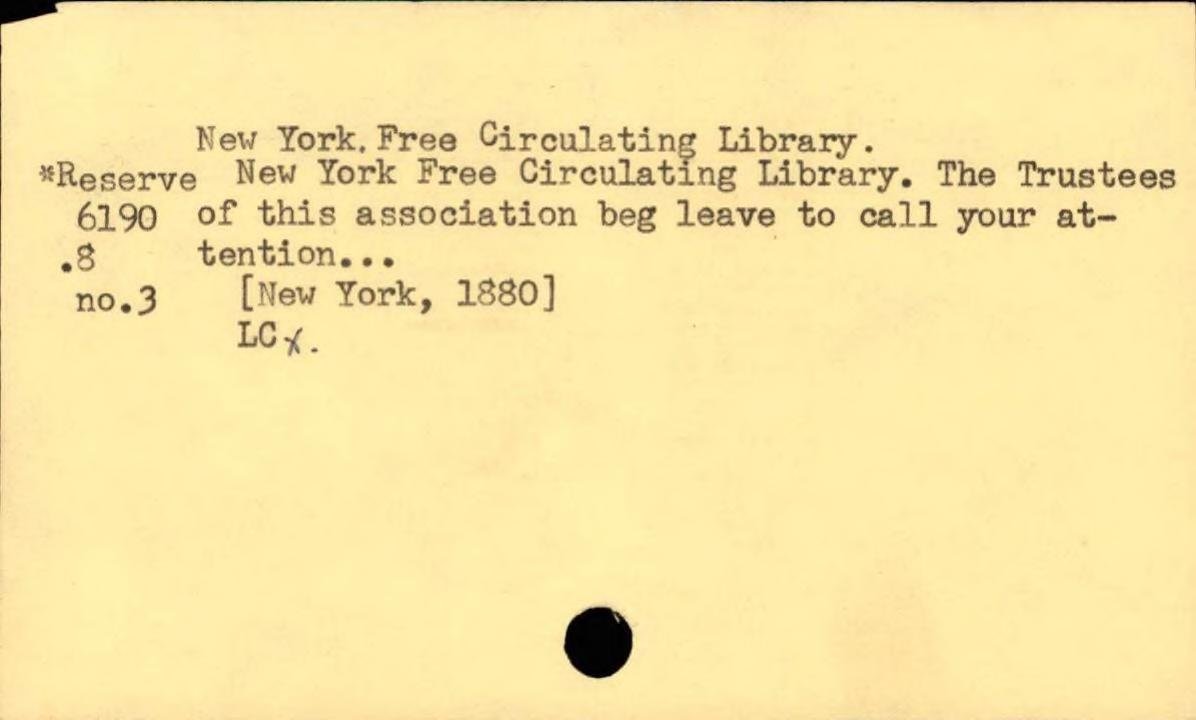 New York. Free Circulating Library.
*Reserve New York Free Circulating Library. The Trustees
6190 of this association beg leave to call your at-
.8 tention...
no.3 [New York, 1880]
LC